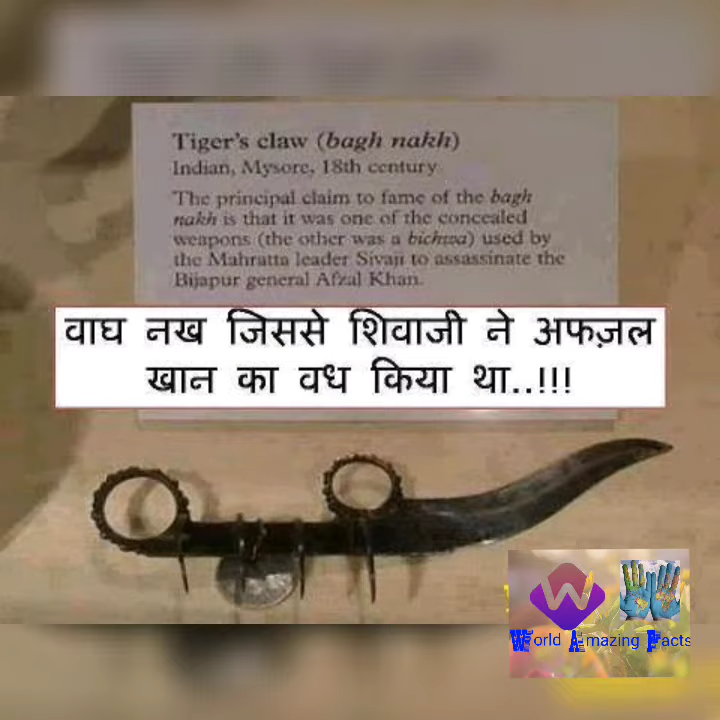 Tiger's claw (bagh nakh)
Indian, Mysore, 18th century
The principal claim to fame of the bagh
nakh is that it was one of the concealed
weapons (the other was a bichwa) used by
the Mahratta leader Sivaji to assassinate the
Bijapur general Afzal Khan.
वाघ नख जिससे शिवाजी ने अफज़ल
खान का वध किया था..!!!
World Amazing Facts